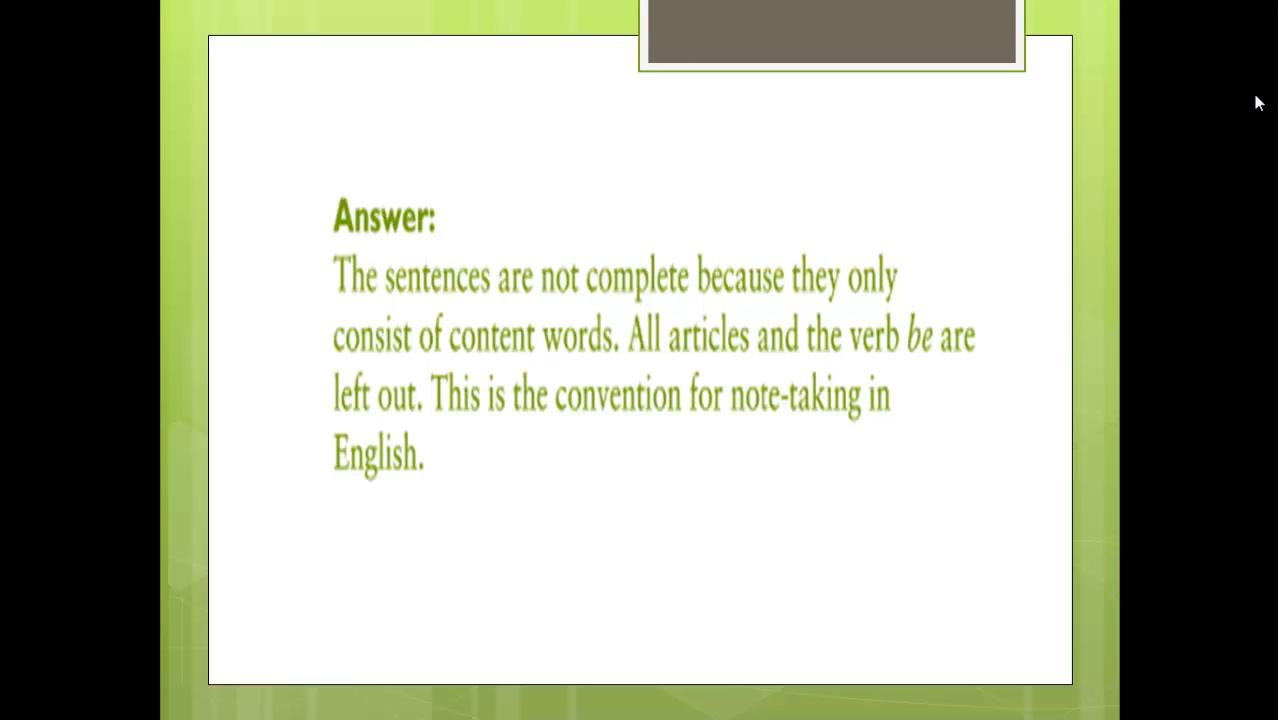 Answer:
The sentences are not complete because they only
consist of content words. All articles and the verb be are
left out. This is the convention for note-taking in
English.